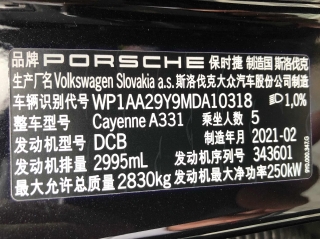 品牌 PORSCHE 保时捷 制造国 斯洛伐克
生产厂名 Volkswagen Slovakia a.s. 斯洛伐克大众汽车股份公司制造
车辆识别代号 WP1AA29Y9MDA10318 1,0%
整车型号 Cayenne A331 乘坐人数 5
发动机型号 DCB 制造年月 2021-02
发动机排量 2995mL 发动机序列号 343601
最大允许总质量 2830kg 发动机最大净功率 250kW